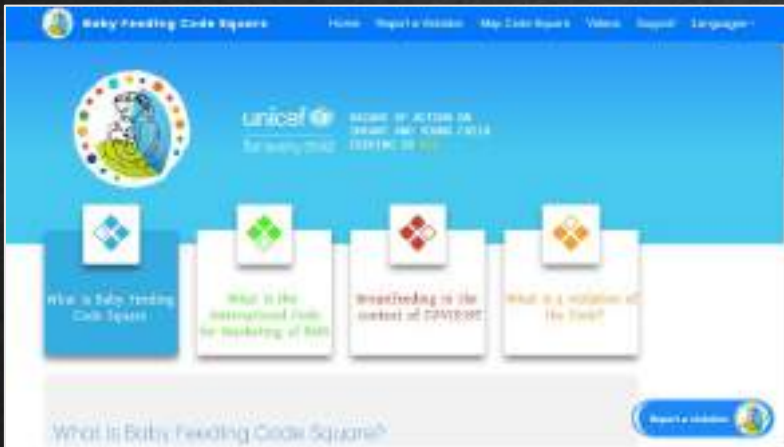 Baby Feeding Code Square
Home Report a Violation Map Code Square Videos Support Languages
unicef
for every child
What is Baby Feeding
Code Square
What is the
International Code
for Marketing of
Breastfeeding in the
context of COVID19?
What is a violation of
the Code?
Report a Violation
What is Baby Feeding Code Square?